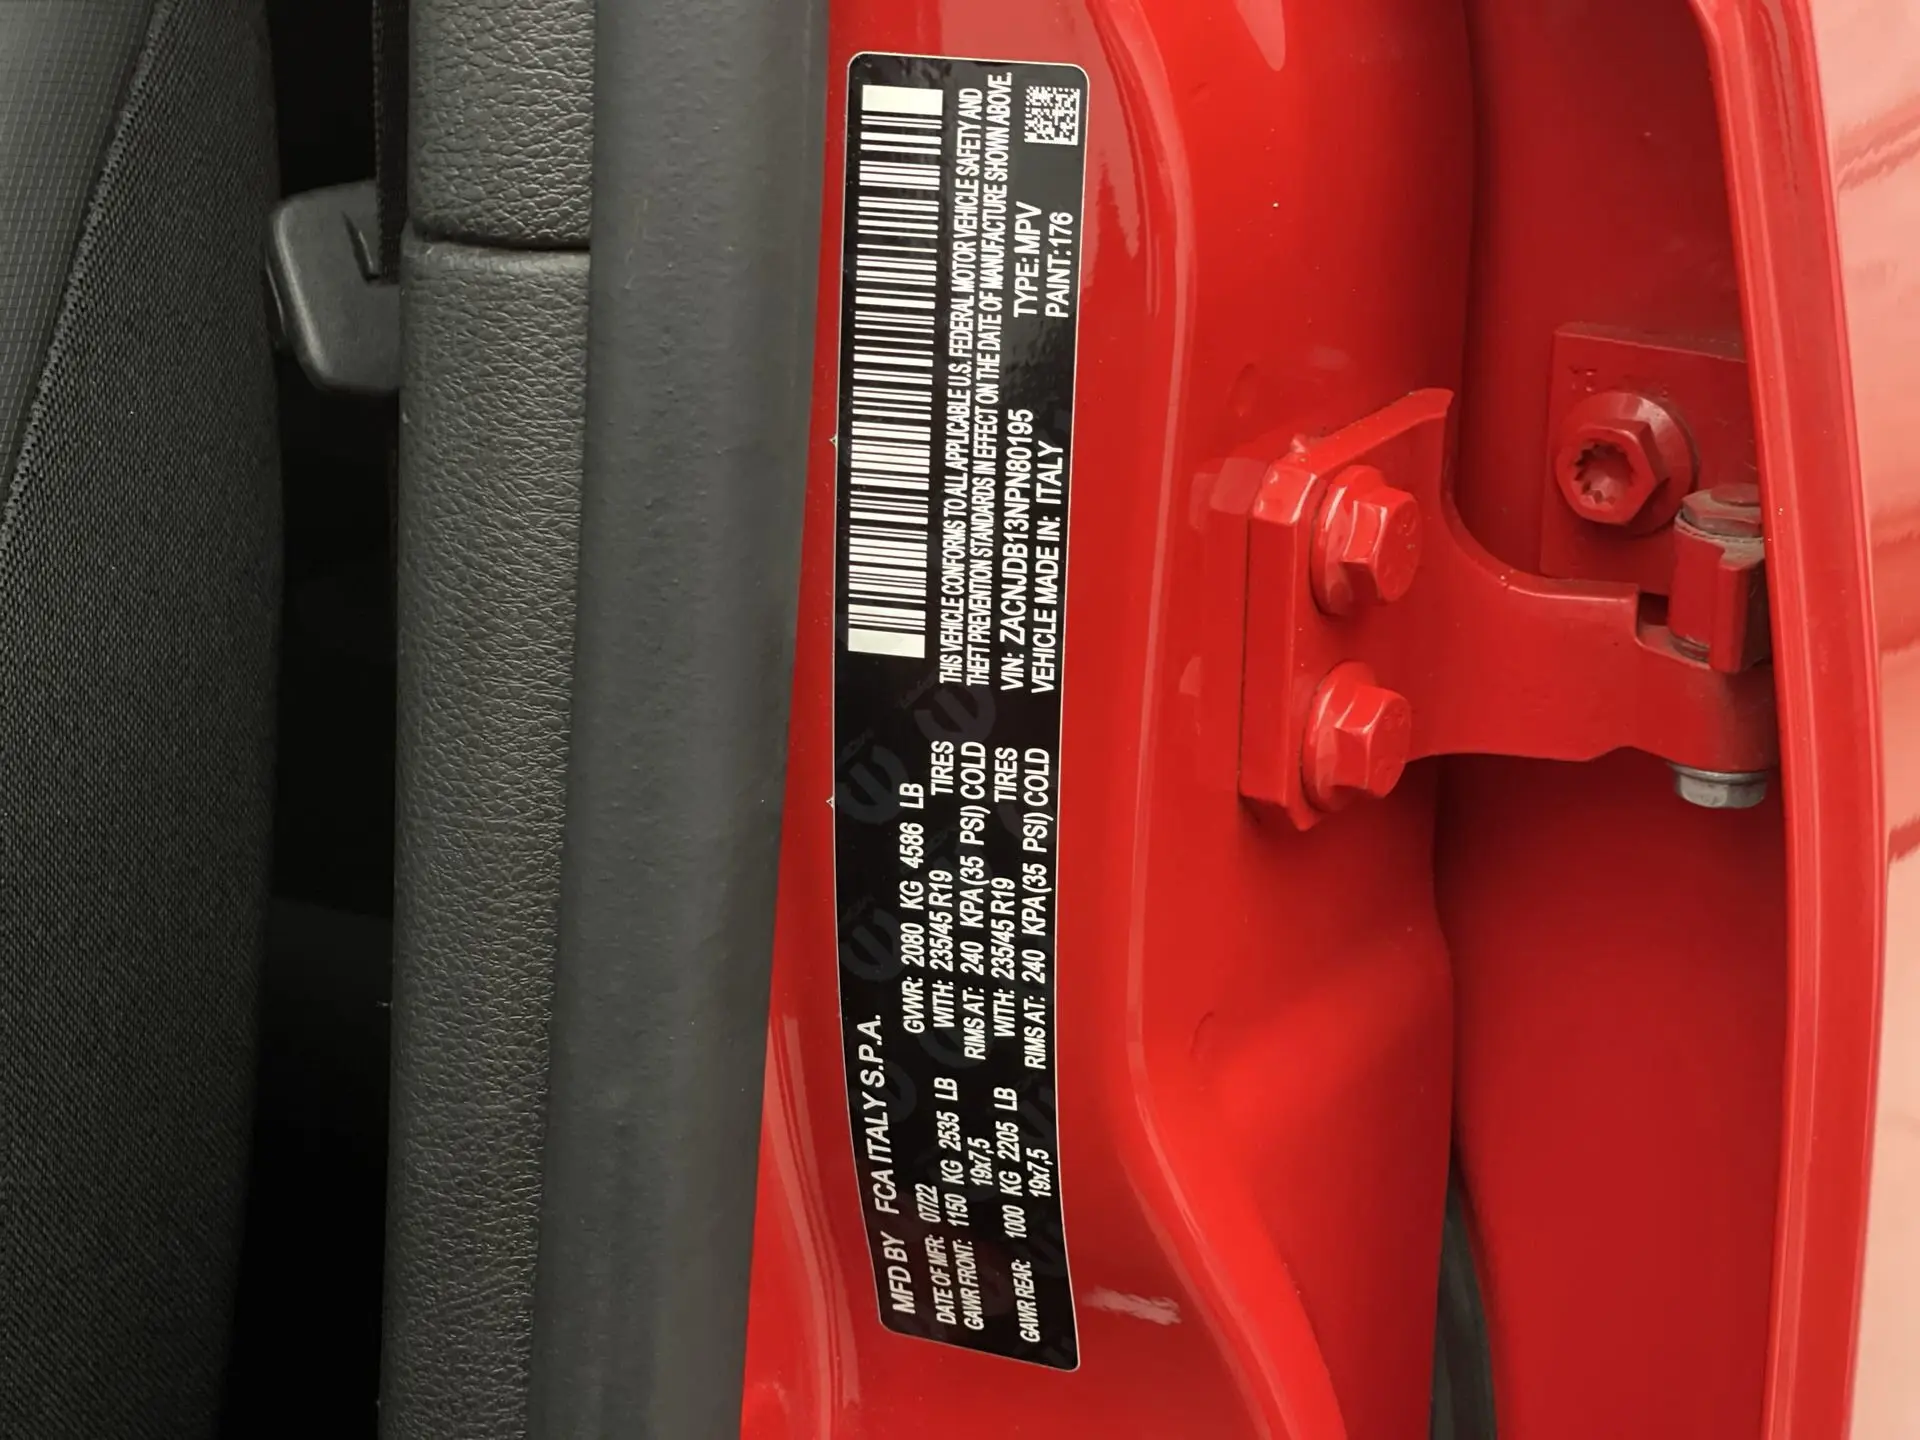 MFD BY FCA ITALY S.P.A.
DATE OF MFR: 07/22 GVWR: 2080 KG 4586 LB
GAWR FRONT: 1150 KG 2535 LB WITH: 235/45 R19 TIRES
19x7,5 RIMS AT: 240 KPA (35 PSI) COLD
GAWR REAR: 1000 KG 2205 LB WITH: 235/45 R19 TIRES
19x7,5 RIMS AT: 240 KPA (35 PSI) COLD
THIS VEHICLE CONFORMS TO ALL APPLICABLE U.S. FEDERAL MOTOR VEHICLE SAFETY AND
THEFT PREVENTION STANDARDS IN EFFECT ON THE DATE OF MANUFACTURE SHOWN ABOVE.
VIN: ZACNJDB13NPN80195 TYPE: MPV
VEHICLE MADE IN: ITALY PAINT: 176